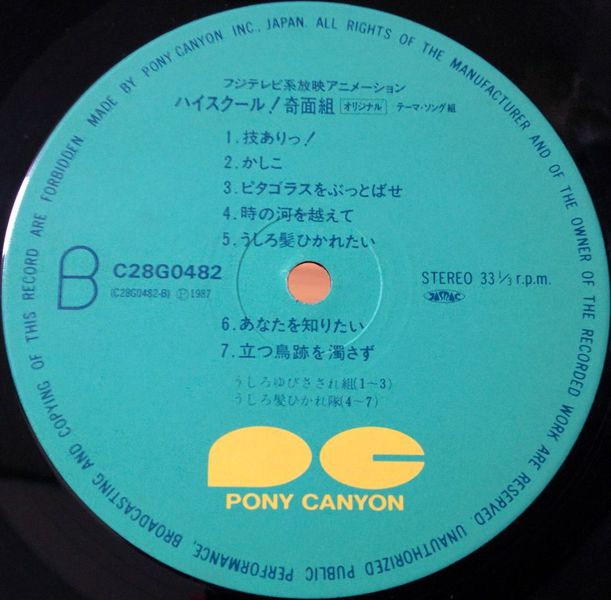 MADE BY PONY CANYON. INC., JAPAN. ALL RIGHTS OF THE MANUFACTURER AND OF THE OWNER OF THE RECORDED WORK ARE RESERVED. UNAUTHORIZED PUBLIC PERFORMANCE, BROADCASTING AND COPYING OF THIS RECORD ARE FORBIDDEN
フジテレビ系放映アニメーション
ハイスクール!奇面組 オリジナル テーマ・ソング組
1.技ありっ!
2.かしこ
3.ピタゴラスをぶっとばせ
4.時の河を越えて
5.うしろ髪ひかれたい
B C28G0482
(C28G0482-B) Ⓟ1987
STEREO 33 1/3 r.p.m.
JASRAC
6.あなたを知りたい
7.立つ鳥跡を濁さず
うしろゆびさされ組(1~3)
うしろ髪ひかれ隊(4~7)
PC
PONY CANYON